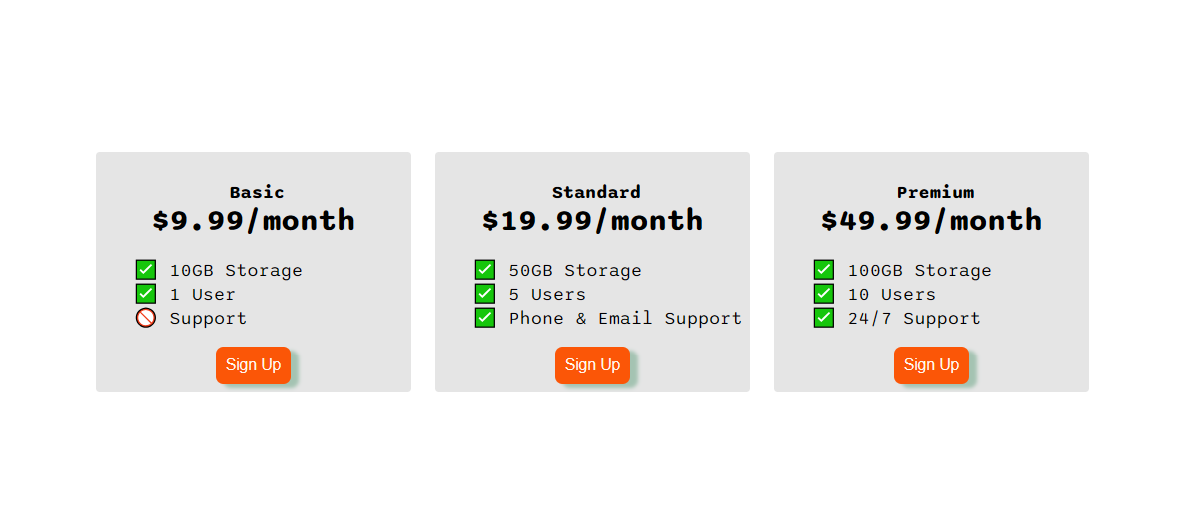 Basic
$9.99/month
✅ 10GB Storage
✅ 1 User
🚫 Support
Sign Up
Standard
$19.99/month
✅ 50GB Storage
✅ 5 Users
✅ Phone & Email Support
Sign Up
Premium
$49.99/month
✅ 100GB Storage
✅ 10 Users
✅ 24/7 Support
Sign Up